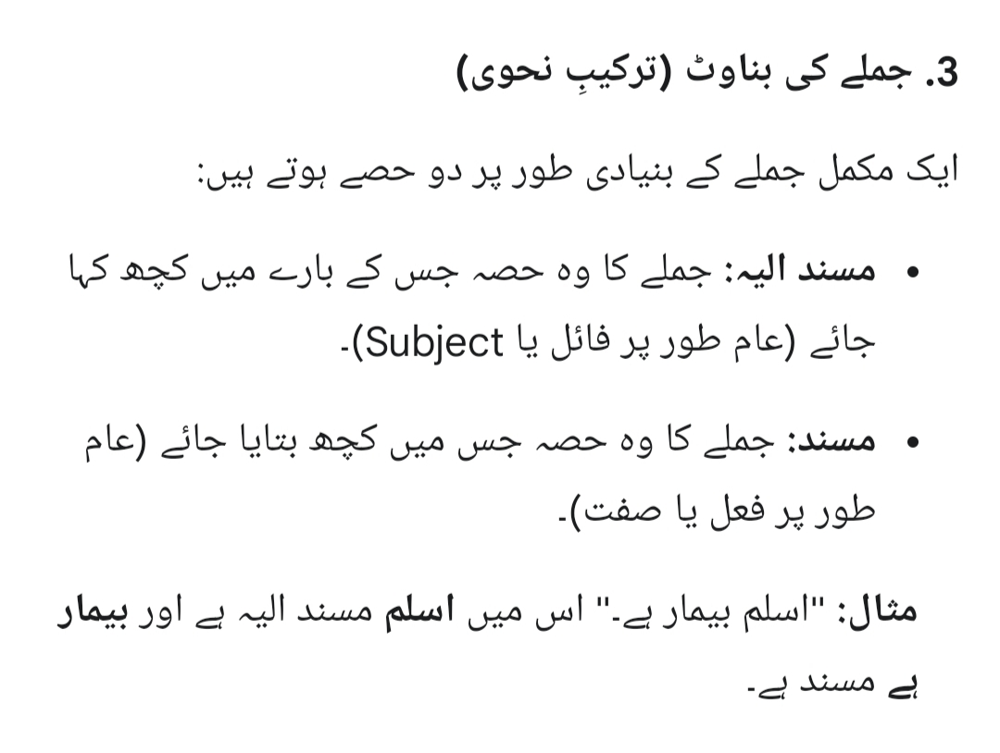 3. جملے کی بناوٹ (ترکیبِ نحوی)
ایک مکمل جملے کے بنیادی طور پر دو حصے ہوتے ہیں:
• مسند الیہ: جملے کا وہ حصہ جس کے بارے میں کچھ کہا
جائے (عام طور پر فائل یا Subject)۔
• مسند: جملے کا وہ حصہ جس میں کچھ بتایا جائے (عام
طور پر فعل یا صفت)۔
مثال: "اسلم بیمار ہے۔" اس میں اسلم مسند الیہ ہے اور بیمار
ہے مسند ہے۔